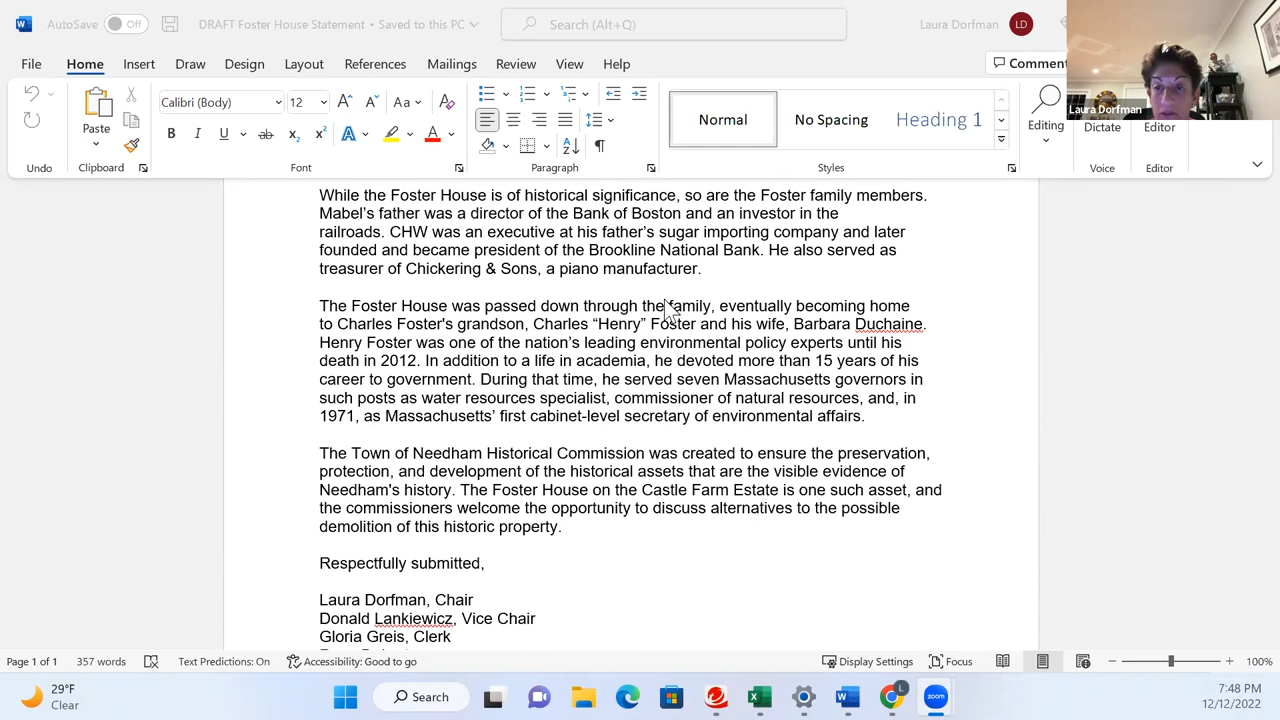 AutoSave Off DRAFT Foster House Statement • Saved to this PC Search (Alt+Q) Laura Dorfman LD
File Home Insert Draw Design Layout References Mailings Review View Help Comment
Laura Dorfman
Calibri (Body) 12 Aa
Paste Normal No Spacing Heading 1 Editing Dictate Editor
Undo Clipboard Font Paragraph Styles Voice Editor
While the Foster House is of historical significance, so are the Foster family members.
Mabel's father was a director of the Bank of Boston and an investor in the
railroads. CHW was an executive at his father's sugar importing company and later
founded and became president of the Brookline National Bank. He also served as
treasurer of Chickering & Sons, a piano manufacturer.
The Foster House was passed down through the family, eventually becoming home
to Charles Foster's grandson, Charles “Henry” Foster and his wife, Barbara Duchaine.
Henry Foster was one of the nation's leading environmental policy experts until his
death in 2012. In addition to a life in academia, he devoted more than 15 years of his
career to government. During that time, he served seven Massachusetts governors in
such posts as water resources specialist, commissioner of natural resources, and, in
1971, as Massachusetts' first cabinet-level secretary of environmental affairs.
The Town of Needham Historical Commission was created to ensure the preservation,
protection, and development of the historical assets that are the visible evidence of
Needham's history. The Foster House on the Castle Farm Estate is one such asset, and
the commissioners welcome the opportunity to discuss alternatives to the possible
demolition of this historic property.
Respectfully submitted,
Laura Dorfman, Chair
Donald Lankiewicz, Vice Chair
Gloria Greis, Clerk
Page 1 of 1 357 words Text Predictions: On Accessibility: Good to go Display Settings Focus 100%
29°F
Clear
Search
zoom
7:48 PM
12/12/2022